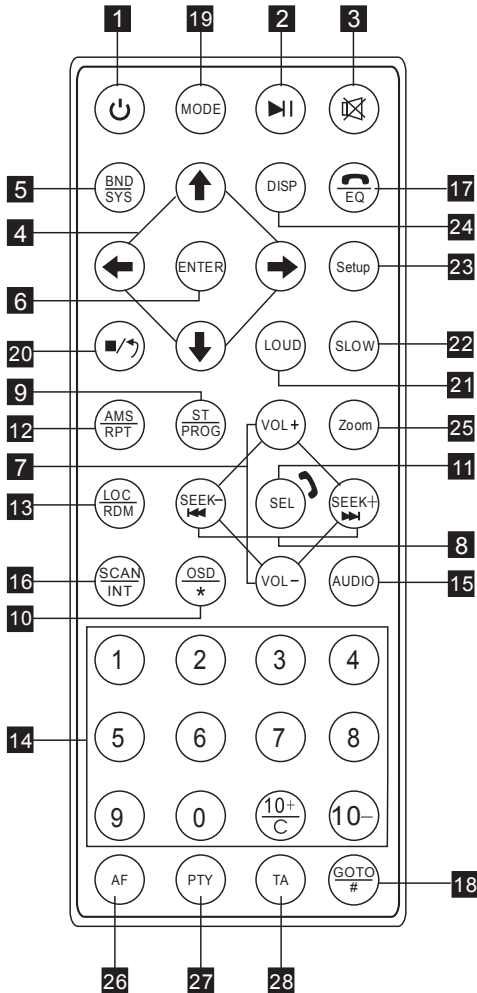 1 19 2 3
MODE
5 BND SYS DISP EQ 17
4 24
ENTER Setup 23
6
20 LOUD SLOW 22
9 21
12 AMS RPT ST PROG VOL+ Zoom 25
7 11
13 LOC RDM SEEK- SEL SEEK+
8
16 SCAN INT OSD * VOL- AUDIO 15
10
1 2 3 4
14 5 6 7 8
9 0 10+ C 10-
AF PTY TA GOTO # 18
26 27 28